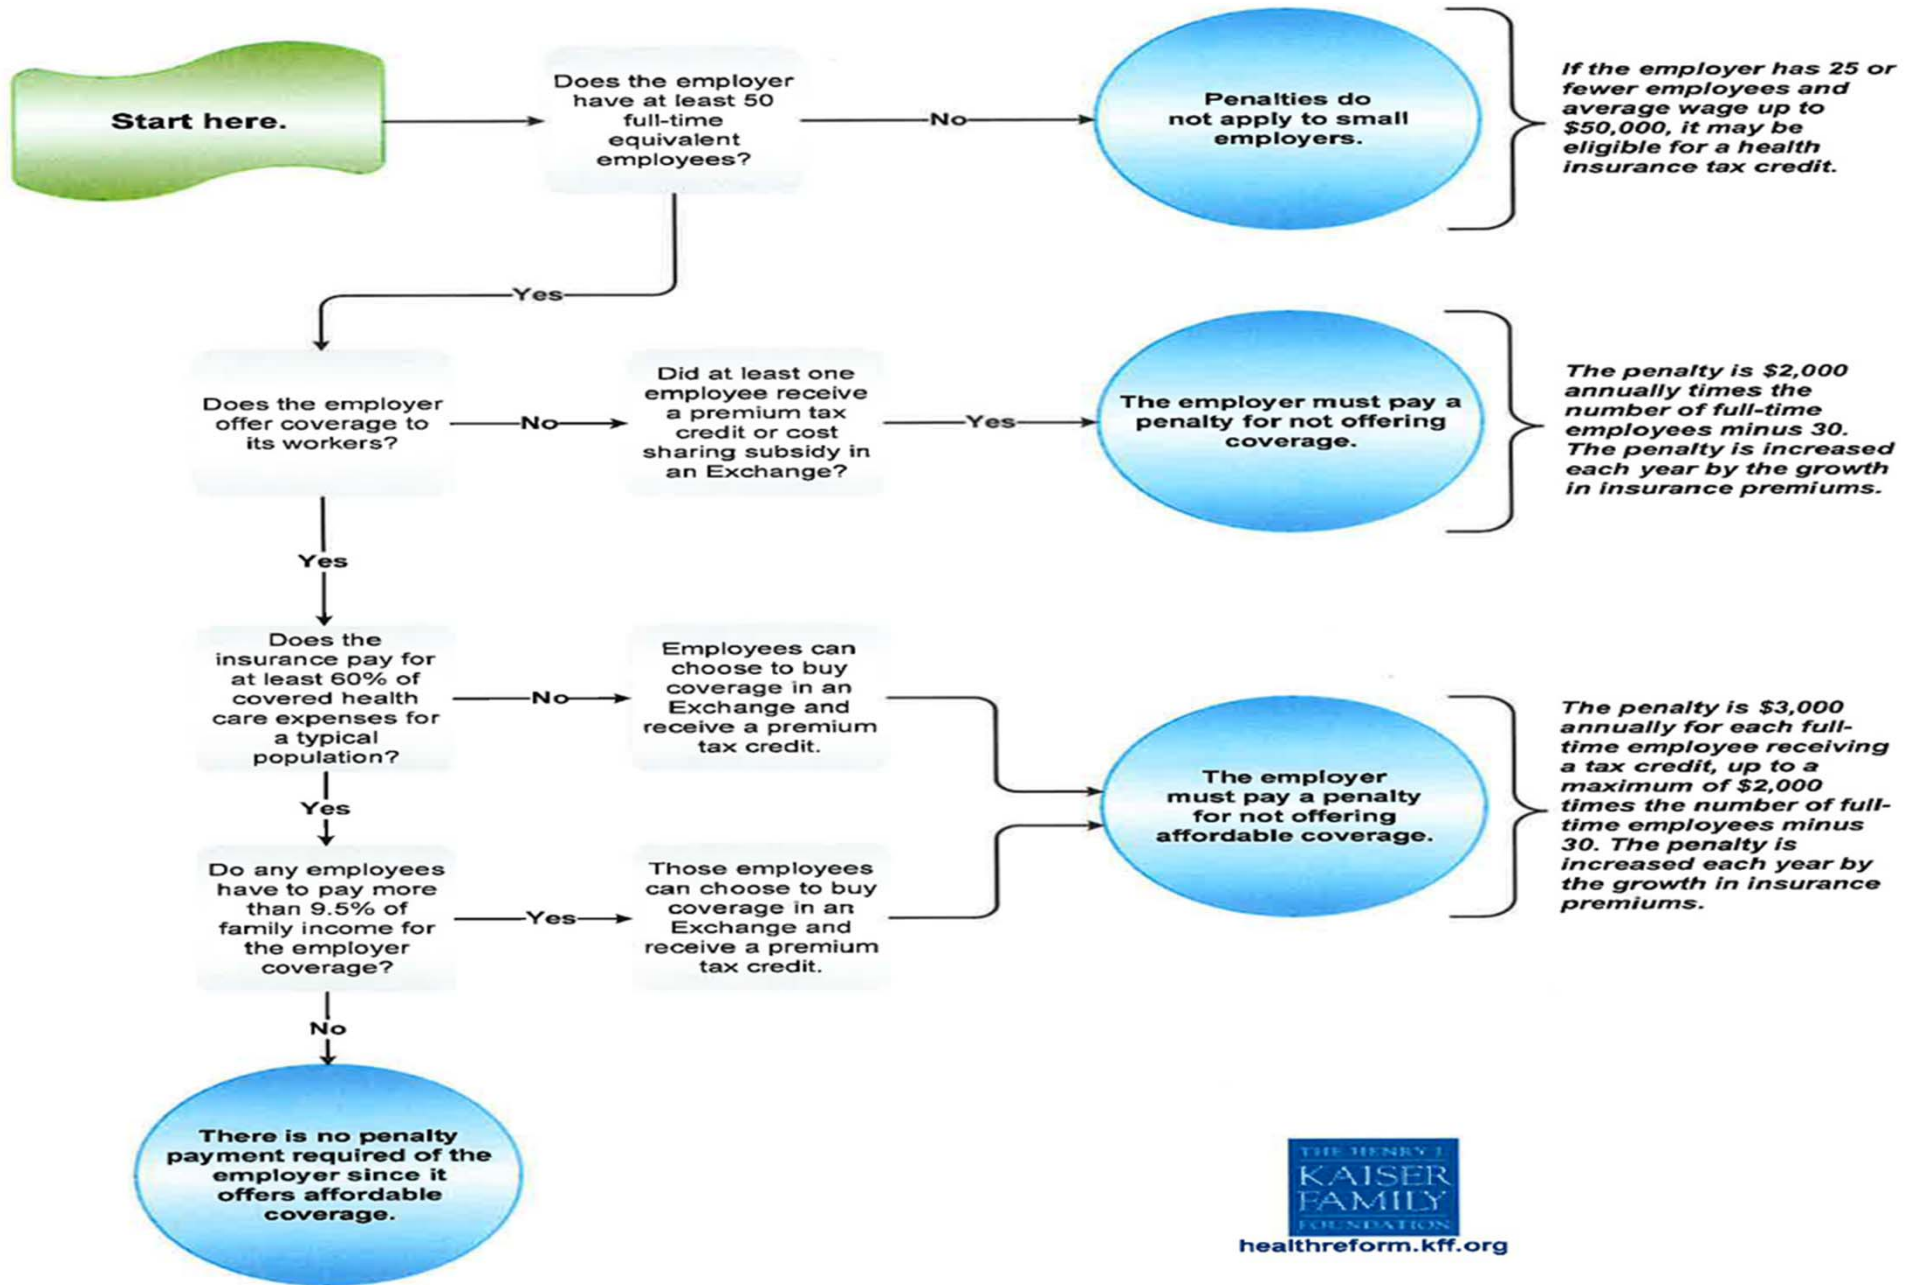 Start here.
Does the employer
have at least 50
full-time
equivalent
employees?
No
Penalties do
not apply to small
employers.
If the employer has 25 or
fewer employees and
average wage up to
$50,000, it may be
eligible for a health
insurance tax credit.
Yes
Does the employer
offer coverage to
its workers?
No
Did at least one
employee receive
a premium tax
credit or cost
sharing subsidy in
an Exchange?
Yes
The employer must pay a
penalty for not offering
coverage.
The penalty is $2,000
annually times the
number of full-time
employees minus 30.
The penalty is increased
each year by the growth
in insurance premiums.
Yes
Does the
insurance pay for
at least 60% of
covered health
care expenses for
a typical
population?
No
Employees can
choose to buy
coverage in an
Exchange and
receive a premium
tax credit.
Yes
Do any employees
have to pay more
than 9.5% of
family income for
the employer
coverage?
Yes
Those employees
can choose to buy
coverage in an
Exchange and
receive a premium
tax credit.
The employer
must pay a penalty
for not offering
affordable coverage.
The penalty is $3,000
annually for each full-
time employee receiving
a tax credit, up to a
maximum of $2,000
times the number of full-
time employees minus
30. The penalty is
increased each year by
the growth in insurance
premiums.
No
There is no penalty
payment required of the
employer since it
offers affordable
coverage.
THE HENRY J.
KAISER
FAMILY
FOUNDATION
healthreform.kff.org